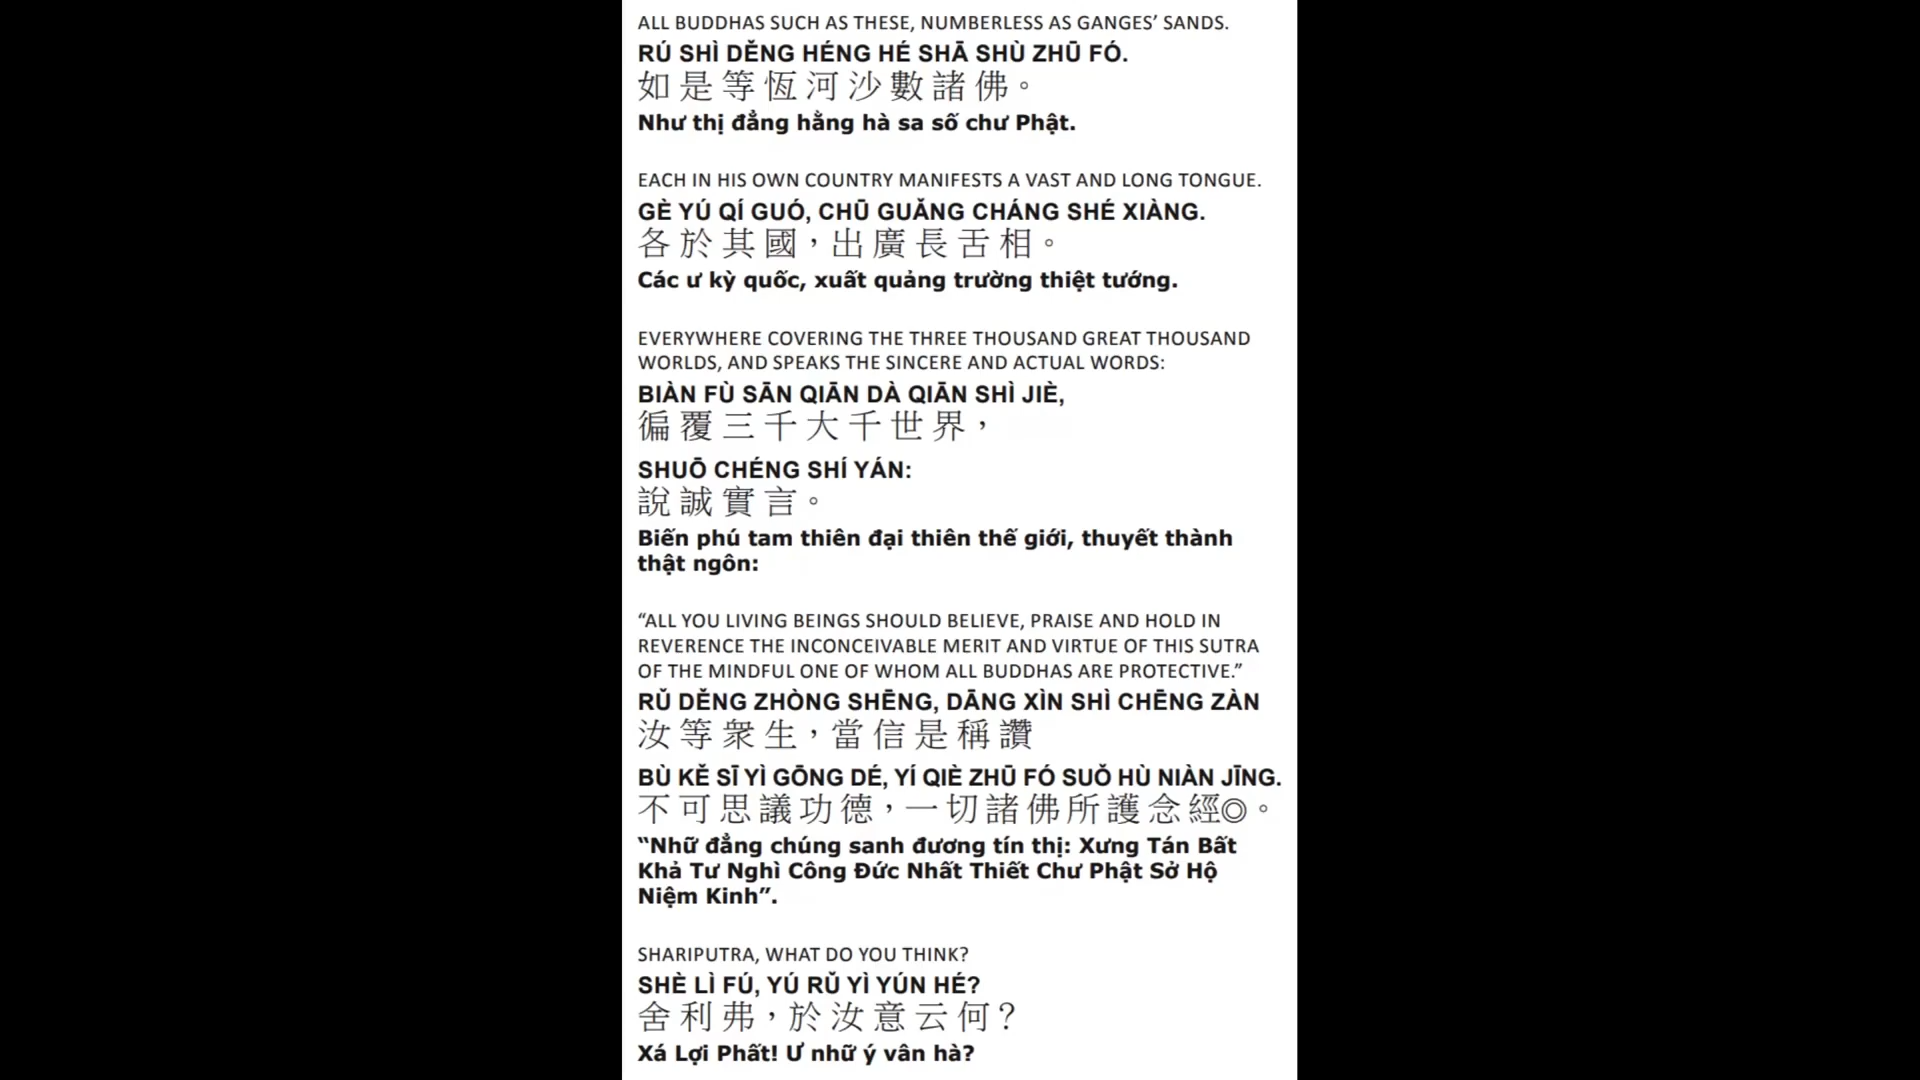 ALL BUDDHAS SUCH AS THESE, NUMBERLESS AS GANGES’ SANDS.
RÚ SHÌ DĚNG HÉNG HÉ SHĀ SHÙ ZHŪ FÓ.
如是等恆河沙數諸佛。
Như thị đẳng hằng hà sa số chư Phật.
EACH IN HIS OWN COUNTRY MANIFESTS A VAST AND LONG TONGUE.
GÈ YÚ QÍ GUÓ, CHŪ GUǍNG CHÁNG SHÉ XIÀNG.
各於其國，出廣長舌相。
Các ư kỳ quốc, xuất quảng trường thiệt tướng.
EVERYWHERE COVERING THE THREE THOUSAND GREAT THOUSAND
WORLDS, AND SPEAKS THE SINCERE AND ACTUAL WORDS:
BIÀN FÙ SĀN QIĀN DÀ QIĀN SHÌ JIÈ,
徧覆三千大千世界，
SHUŌ CHÉNG SHÍ YÁN:
說誠實言。
Biến phú tam thiên đại thiên thế giới, thuyết thành
thật ngôn:
“ALL YOU LIVING BEINGS SHOULD BELIEVE, PRAISE AND HOLD IN
REVERENCE THE INCONCEIVABLE MERIT AND VIRTUE OF THIS SUTRA
OF THE MINDFUL ONE OF WHOM ALL BUDDHAS ARE PROTECTIVE.”
RǓ DĚNG ZHÒNG SHĒNG, DĀNG XÌN SHÌ CHĒNG ZÀN
汝等衆生，當信是稱讚
BÙ KĚ SĪ YÌ GŌNG DÉ, YÍ QIÈ ZHŪ FÓ SUǑ HÙ NIÀN JĪNG.
不可思議功德，一切諸佛所護念經◎。
“Nhữ đẳng chúng sanh đương tín thị: Xưng Tán Bất
Khả Tư Nghì Công Đức Nhất Thiết Chư Phật Sở Hộ
Niệm Kinh”.
SHARIPUTRA, WHAT DO YOU THINK?
SHÈ LÌ FÚ, YÚ RǓ YÌ YÚN HÉ?
舍利弗，於汝意云何？
Xá Lợi Phất! Ư nhữ ý vân hà?